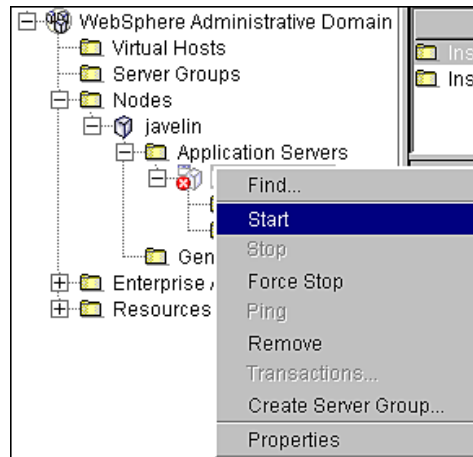 WebSphere Administrative Domain
Virtual Hosts
Server Groups
Nodes
javelin
Application Servers
Gen
Enterprise
Resources
Ins
Ins
Find...
Start
Stop
Force Stop
Ping
Remove
Transactions...
Create Server Group...
Properties